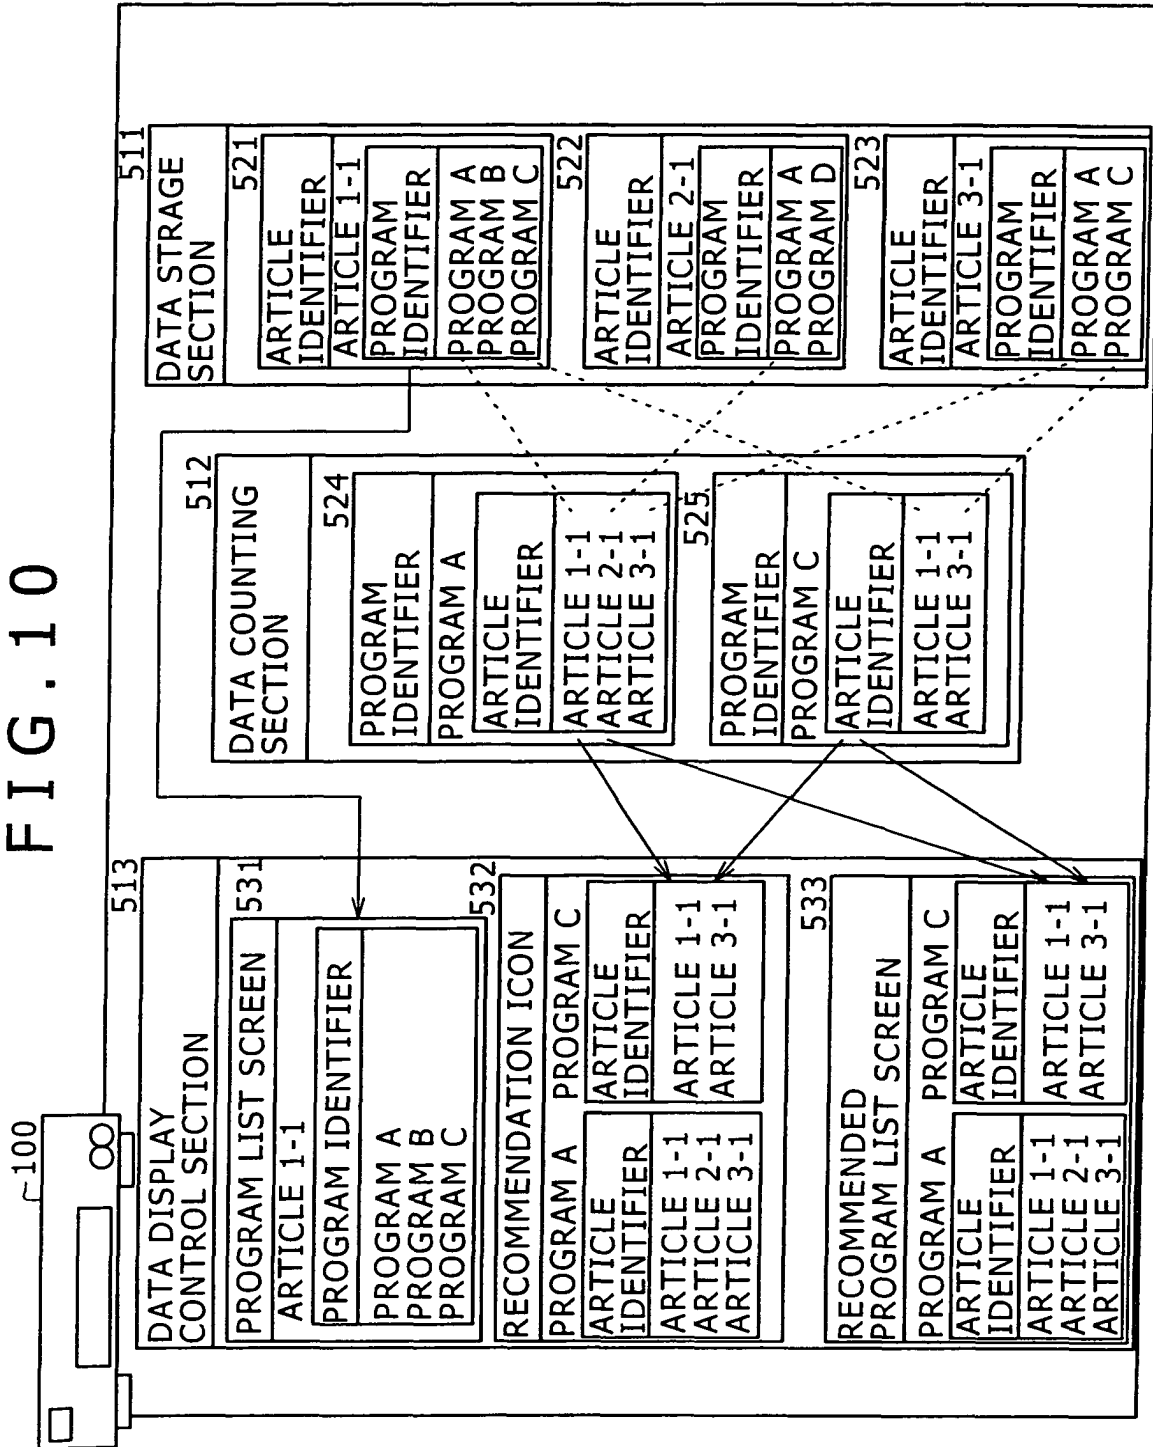 FIG.10
100
513
DATA DISPLAY
CONTROL SECTION
531
PROGRAM LIST SCREEN
ARTICLE 1-1
PROGRAM IDENTIFIER
PROGRAM A
PROGRAM B
PROGRAM C
532
RECOMMENDATION ICON
PROGRAM A
ARTICLE
IDENTIFIER
ARTICLE 1-1
ARTICLE 2-1
ARTICLE 3-1
PROGRAM C
ARTICLE
IDENTIFIER
ARTICLE 1-1
ARTICLE 3-1
533
RECOMMENDED
PROGRAM LIST SCREEN
PROGRAM A
ARTICLE
IDENTIFIER
ARTICLE 1-1
ARTICLE 2-1
ARTICLE 3-1
PROGRAM C
ARTICLE
IDENTIFIER
ARTICLE 1-1
ARTICLE 3-1
512
DATA COUNTING
SECTION
524
PROGRAM
IDENTIFIER
PROGRAM A
ARTICLE
IDENTIFIER
ARTICLE 1-1
ARTICLE 2-1
ARTICLE 3-1
525
PROGRAM
IDENTIFIER
PROGRAM C
ARTICLE
IDENTIFIER
ARTICLE 1-1
ARTICLE 3-1
511
DATA STRAGE
SECTION
521
ARTICLE
IDENTIFIER
ARTICLE 1-1
PROGRAM
IDENTIFIER
PROGRAM A
PROGRAM B
PROGRAM C
522
ARTICLE
IDENTIFIER
ARTICLE 2-1
PROGRAM
IDENTIFIER
PROGRAM A
PROGRAM D
523
ARTICLE
IDENTIFIER
ARTICLE 3-1
PROGRAM
IDENTIFIER
PROGRAM A
PROGRAM C